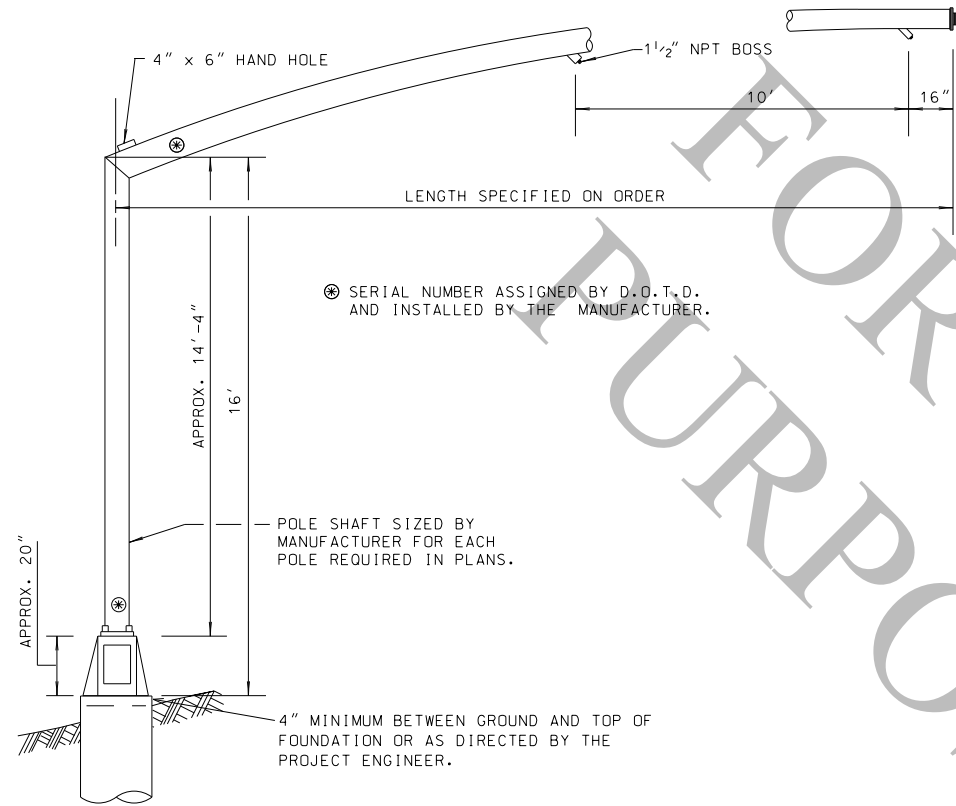 4" x 6" HAND HOLE
1 1/2" NPT BOSS
10'
16"
LENGTH SPECIFIED ON ORDER
⊛ SERIAL NUMBER ASSIGNED BY D.O.T.D.
AND INSTALLED BY THE MANUFACTURER.
APPROX. 14'-4"
16'
POLE SHAFT SIZED BY
MANUFACTURER FOR EACH
POLE REQUIRED IN PLANS.
APPROX. 20"
4" MINIMUM BETWEEN GROUND AND TOP OF
FOUNDATION OR AS DIRECTED BY THE
PROJECT ENGINEER.
FOR
PURPO